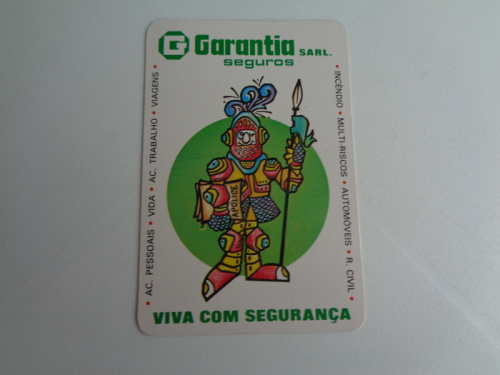 G Garantia SARL.
seguros
• AC. PESSOAIS • VIDA • AC. TRABALHO • VIAGENS •
• INCÊNDIO • MULTI-RISCOS • AUTOMÓVEIS • R. CIVIL •
APÓLICE
VIVA COM SEGURANÇA